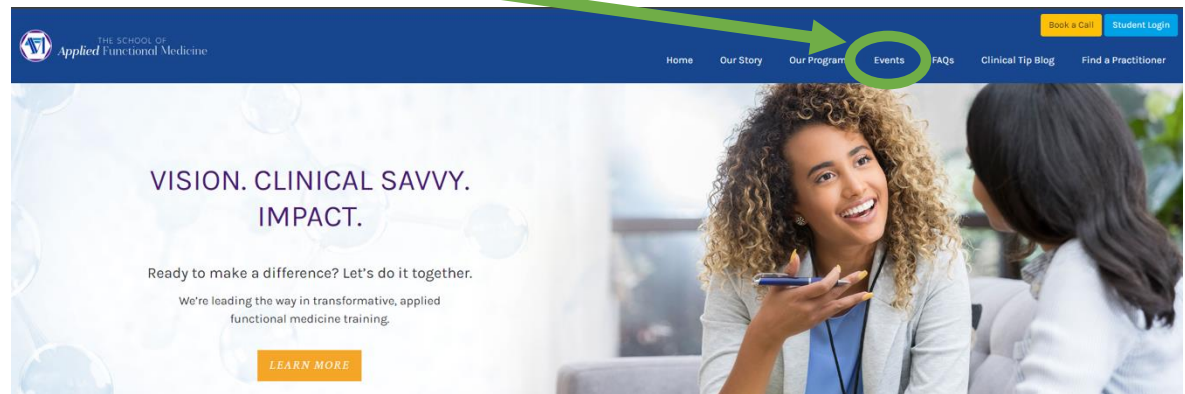 Book a Call Student Login
THE SCHOOL OF
Applied Functional Medicine
Home Our Story Our Program Events FAQs Clinical Tip Blog Find a Practitioner
VISION. CLINICAL SAVVY.
IMPACT.
Ready to make a difference? Let's do it together.
We're leading the way in transformative, applied
functional medicine training.
LEARN MORE